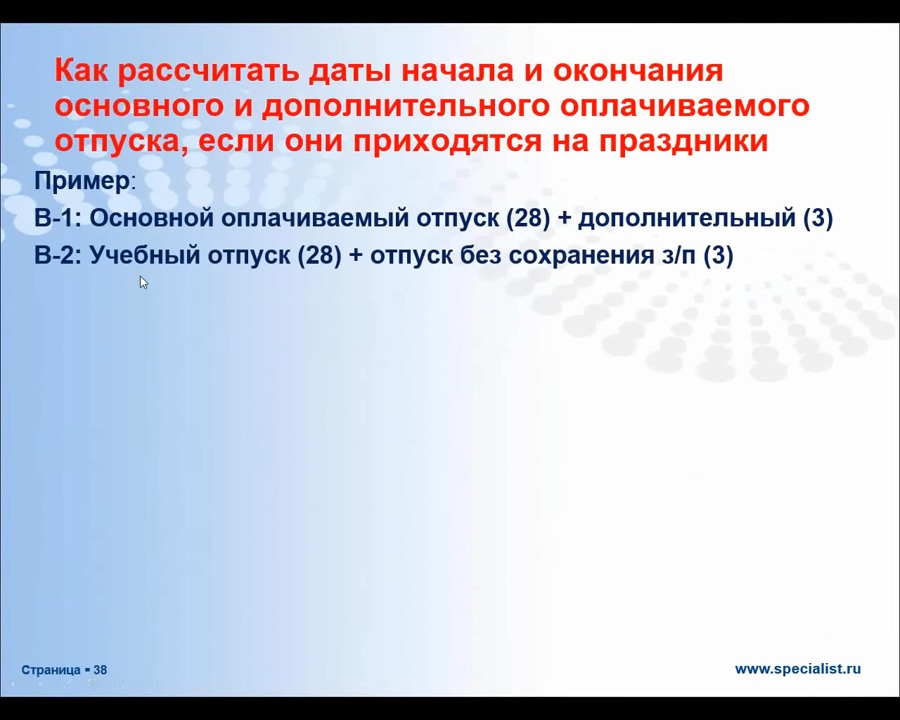 Как рассчитать даты начала и окончания
основного и дополнительного оплачиваемого
отпуска, если они приходятся на праздники
Пример:
В-1: Основной оплачиваемый отпуск (28) + дополнительный (3)
В-2: Учебный отпуск (28) + отпуск без сохранения з/п (3)
Страница ▪ 38
www.specialist.ru